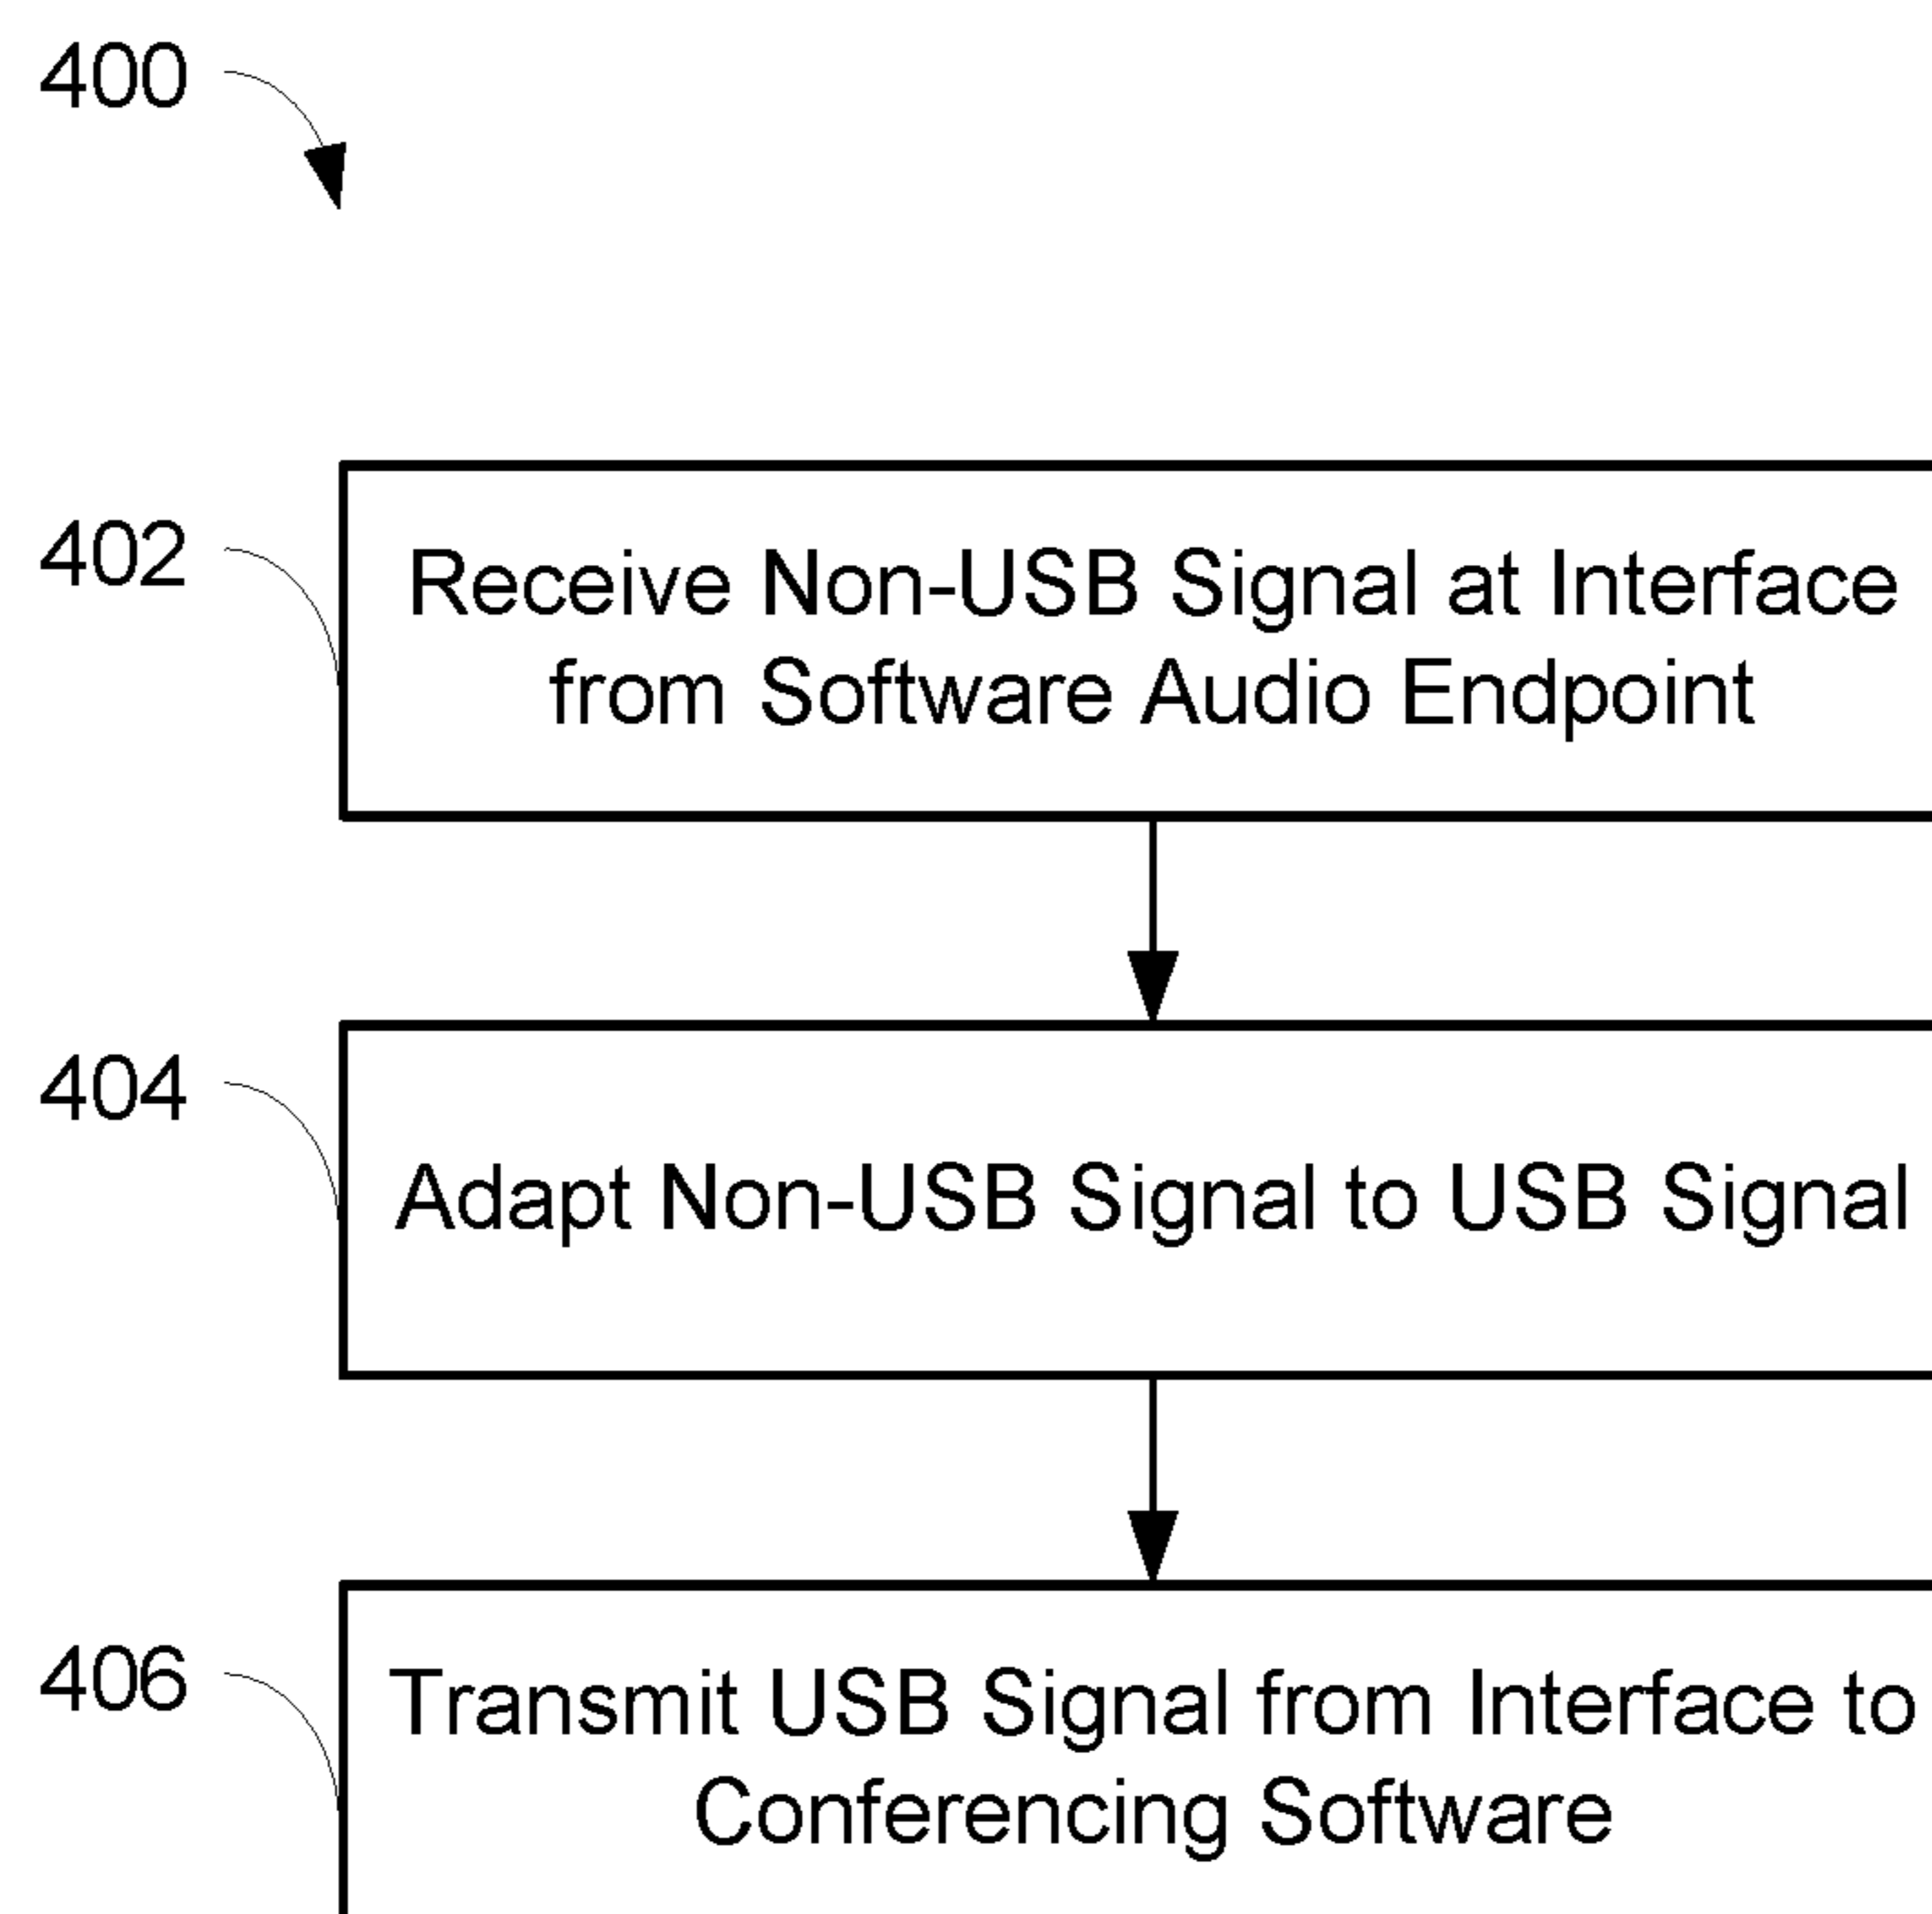 400
402
Receive Non-USB Signal at Interface
from Software Audio Endpoint
404
Adapt Non-USB Signal to USB Signal
406
Transmit USB Signal from Interface to
Conferencing Software